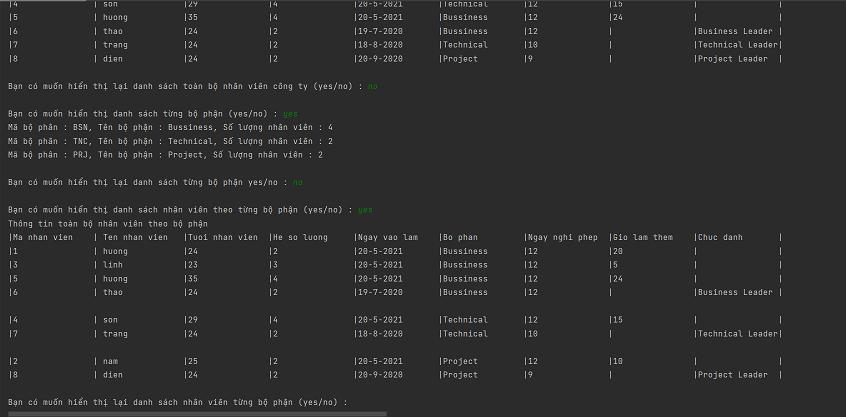 |4 | son |29 |4 |20-5-2021 |Technical |12 |15 | |
|5 | huong |35 |4 |20-5-2021 |Bussiness |12 |24 | |
|6 | thao |24 |2 |19-7-2020 |Bussiness |12 | |Business Leader |
|7 | trang |24 |2 |18-8-2020 |Technical |10 | |Technical Leader|
|8 | dien |24 |2 |20-9-2020 |Project |9 | |Project Leader |
Bạn có muốn hiển thị lại danh sách toàn bộ nhân viên công ty (yes/no) : no
Bạn có muốn hiển thị danh sách từng bộ phận (yes/no) : yes
Mã bộ phân : BSN, Tên bộ phận : Bussiness, Số lượng nhân viên : 4
Mã bộ phân : TNC, Tên bộ phận : Technical, Số lượng nhân viên : 2
Mã bộ phân : PRJ, Tên bộ phận : Project, Số lượng nhân viên : 2
Bạn có muốn hiển thị lại danh sách từng bộ phận yes/no : no
Bạn có muốn hiển thị danh sách nhân viên theo từng bộ phận (yes/no) : yes
Thông tin toàn bộ nhân viên theo bộ phận
|Ma nhan vien | Ten nhan vien |Tuoi nhan vien |He so luong |Ngay vao lam |Bo phan |Ngay nghi phep |Gio lam them |Chuc danh |
|1 | huong |24 |2 |20-5-2021 |Bussiness |12 |20 | |
|3 | linh |23 |3 |20-5-2021 |Bussiness |12 |5 | |
|5 | huong |35 |4 |20-5-2021 |Bussiness |12 |24 | |
|6 | thao |24 |2 |19-7-2020 |Bussiness |12 | |Business Leader |
|4 | son |29 |4 |20-5-2021 |Technical |12 |15 | |
|7 | trang |24 |2 |18-8-2020 |Technical |10 | |Technical Leader|
|2 | nam |25 |2 |20-5-2021 |Project |12 |10 | |
|8 | dien |24 |2 |20-9-2020 |Project |9 | |Project Leader |
Bạn có muốn hiển thị lại danh sách nhân viên từng bộ phận (yes/no) :